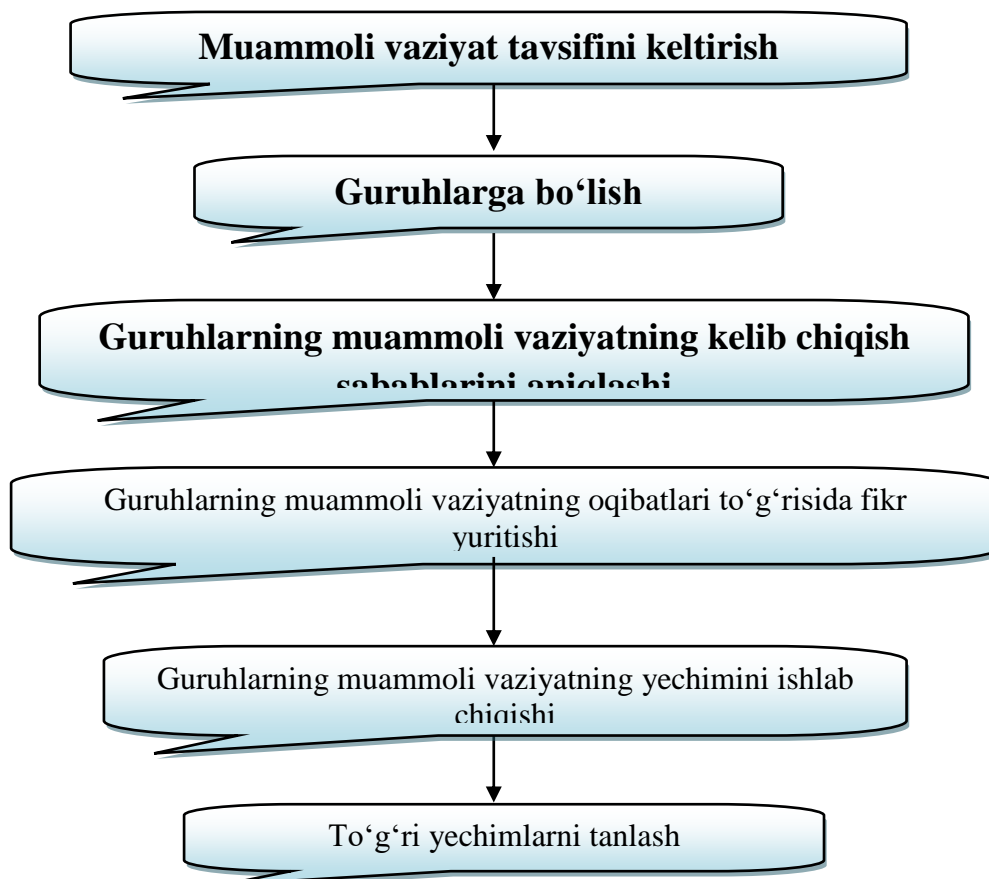 Muammoli vaziyat tavsifini keltirish
Guruhlarga bo‘lish
Guruhlarning muammoli vaziyatning kelib chiqish
sabablarini aniqlashi
Guruhlarning muammoli vaziyatning oqibatlari to‘g‘risida fikr
yuritishi
Guruhlarning muammoli vaziyatning yechimini ishlab
chiqishi
To‘g‘ri yechimlarni tanlash